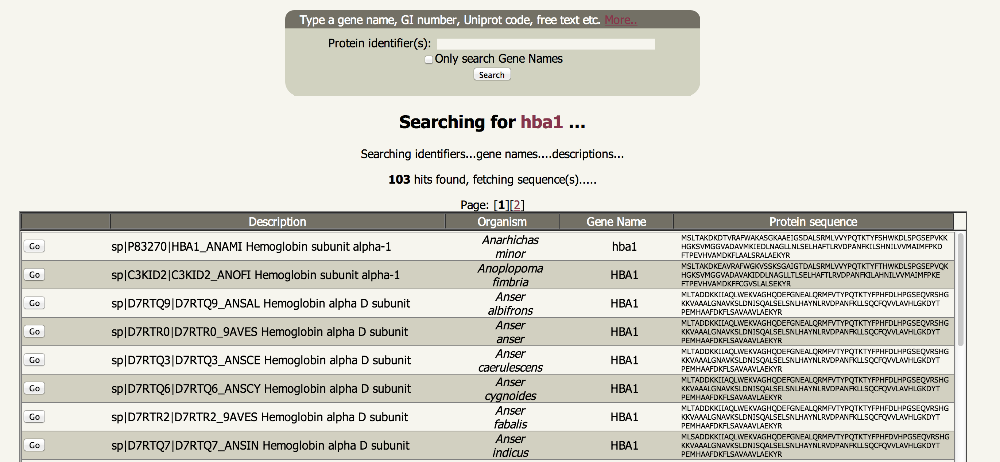 Type a gene name, GI number, Uniprot code, free text etc. More..
Protein identifier(s):
Only search Gene Names
Search
Searching for hba1 ...
Searching identifiers...gene names....descriptions...
103 hits found, fetching sequence(s).....
Page: [1][2]
Description Organism Gene Name Protein sequence
Go sp|P83270|HBA1_ANAMI Hemoglobin subunit alpha-1 Anarhichas minor hba1
MSLTAKDKDTVRAFWAKASGKAAEIGSDALSRMLVVYPQTKTYFSHWKDLSPGSEPVKK
HGKSVMGGVADAVMKIEDLNAGLLNLSELHAFTLRVDPANFKILSHNILVVMAIMFPKD
FTPEVHVAMDKFLAALSRALAEKYR
Go sp|C3KID2|C3KID2_ANOFI Hemoglobin subunit alpha-1 Anoplopoma fimbria HBA1
MSLTAKDKEAVRAFWGKVSSKSGAIGTDALSRMLVVYPQTKTYFTHWKDLSPGSEPVQK
HGKSVMGGVADAVAKIDDLNAGLLTLSELHAFTLRVDPANFKILAHNILVVMAIMFPKE
FTPEVHVAMDKFFCGVSLALSEKYR
Go sp|D7RTQ9|D7RTQ9_ANSAL Hemoglobin alpha D subunit Anser albifrons HBA1
MLTADDKKIIAQLWEKVAGHQDEFGNEALQRMFVTYPQTKTYFPHFDLHPGSEQVRSHG
KKVAAALGNAVKSLDNISQALSELSNLHAYNLRVDPANFKLLSQCFQVVLAVHLGKDYT
PEMHAAFDKFLSAVAAVLAEKYR
Go sp|D7RTR0|D7RTR0_9AVES Hemoglobin alpha D subunit Anser anser HBA1
MLTADDKKIIAQLWEKVAGHQDEFGNEALQRMFVTYPQTKTYFPHFDLHPGSEQVRSHG
KKVAAALGNAVKSLDNISQALSELSNLHAYNLRVDPANFKLLSQCFQVVLAVHLGKDYT
PEMHAAFDKFLSAVAAVLAEKYR
Go sp|D7RTQ3|D7RTQ3_ANSCE Hemoglobin alpha D subunit Anser caerulescens HBA1
MLTADDKKIIAQLWEKVAGHQDEFGNEALQRMFVTYPQTKTYFPHFDLHPGSEQVRSHG
KKVAAALGNAVKSLDNISQALSELSNLHAYNLRVDPANFKLLSQCFQVVLAVHLGKDYT
PEMHAAFDKFLSAVAAVLAEKYR
Go sp|D7RTQ6|D7RTQ6_ANSCY Hemoglobin alpha D subunit Anser cygnoides HBA1
MLTADDKKIIAQLWEKVAGHQDEFGNEALQRMFVTYPQTKTYFPHFDLHPGSEQVRSHG
KKVAAALGNAVKSLDNISQALSELSNLHAYNLRVDPANFKLLSQCFQVVLAVHLGKDYT
PEMHAAFDKFLSAVAAVLAEKYR
Go sp|D7RTR2|D7RTR2_9AVES Hemoglobin alpha D subunit Anser fabalis HBA1
MLTADDKKIIAQLWEKVAGHQDEFGNEALQRMFVTYPQTKTYFPHFDLHPGSEQVRSHG
KKVAAALGNAVKSLDNISQALSELSNLHAYNLRVDPANFKLLSQCFQVVLAVHLGKDYT
PEMHAAFDKFLSAVAAVLAEKYR
Go sp|D7RTQ7|D7RTQ7_ANSIN Hemoglobin alpha D subunit Anser indicus HBA1
MLSADDKKIIAQLWEKVAGHQDEFGNEALQRMFVTYPQTKTYFPHFDVHPGSEQVRSHG
KKVAAALGNAVKSLDNISQALSELSNLHAYNLRVDPANFKLLSQCFQVVLAVHLGKDYT
PEMHAAFDKFLSAVAAVLAEKYR